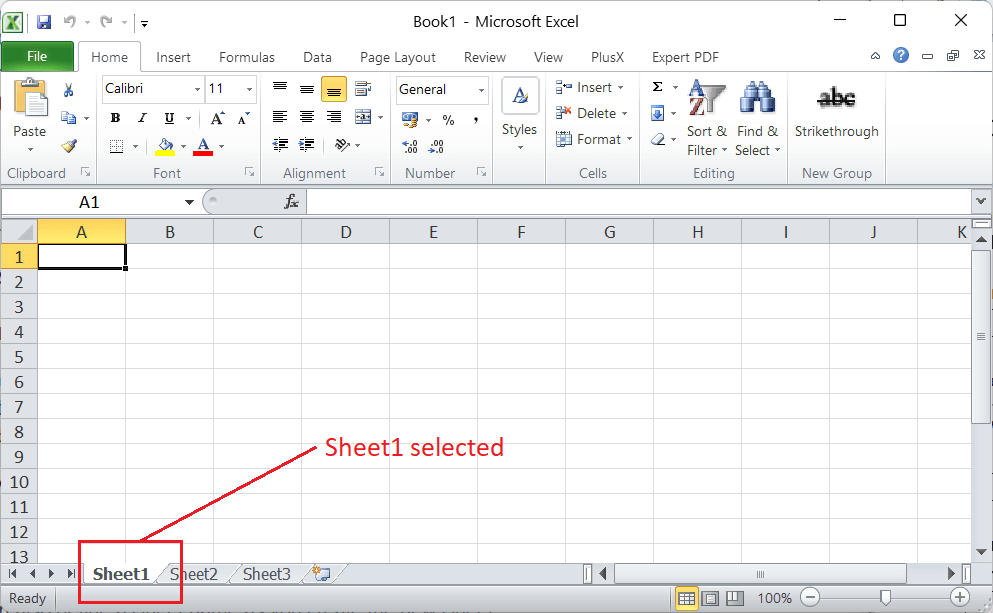 Book1 - Microsoft Excel
File Home Insert Formulas Data Page Layout Review View PlusX Expert PDF
Calibri 11 General Insert Σ
B I U A A % , Delete
Paste Styles Sort & Find & Strikethrough
A Format Filter Select
Clipboard Font Alignment Number Cells Editing New Group
A1 fx
A B C D E F G H I J K
1
2
3
4
5
6
7
8
Sheet1 selected
9
10
11
12
13
Sheet1 Sheet2 Sheet3
Ready 100%